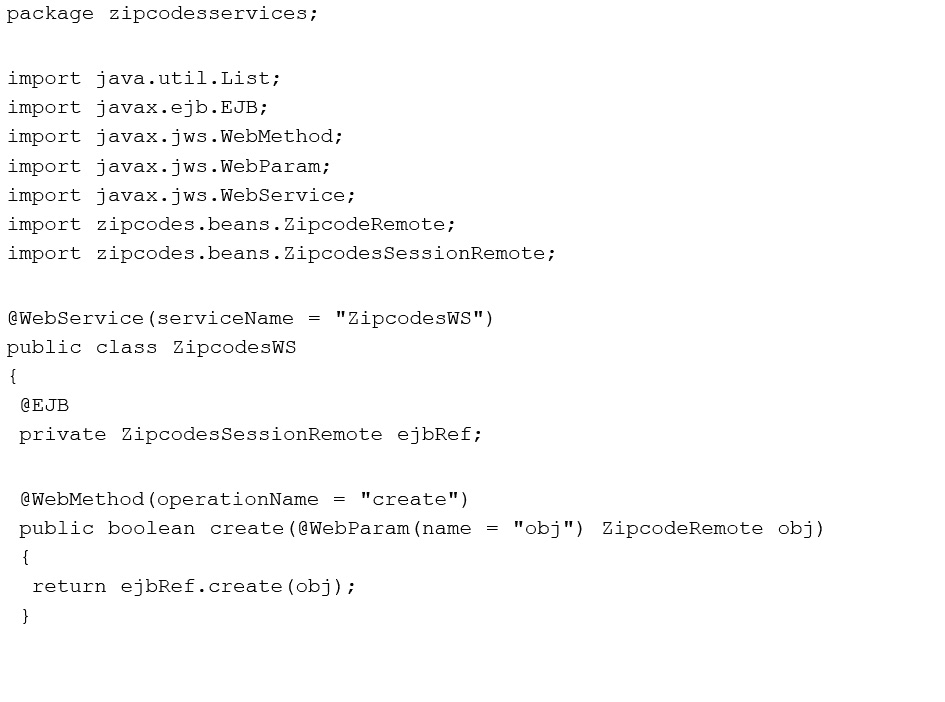 package zipcodesservices;
import java.util.List;
import javax.ejb.EJB;
import javax.jws.WebMethod;
import javax.jws.WebParam;
import javax.jws.WebService;
import zipcodes.beans.ZipcodeRemote;
import zipcodes.beans.ZipcodesSessionRemote;
@WebService(serviceName = "ZipcodesWS")
public class ZipcodesWS
{
@EJB
private ZipcodesSessionRemote ejbRef;
@WebMethod(operationName = "create")
public boolean create(@WebParam(name = "obj") ZipcodeRemote obj)
{
return ejbRef.create(obj);
}